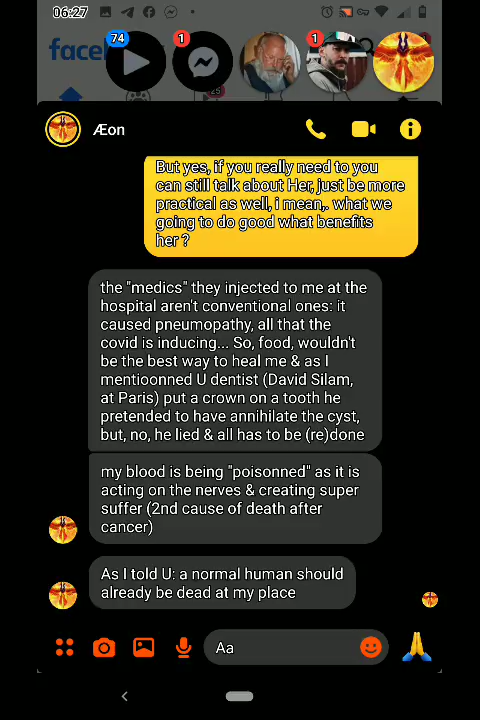 06:27
74
1
1
faceb
25
Æon
But yes, if you really need to you
can still talk about Her, just be more
practical as well, i mean,. what we
going to do good what benefits
her ?
the "medics" they injected to me at the
hospital aren't conventional ones: it
caused pneumopathy, all that the
covid is inducing... So, food, wouldn't
be the best way to heal me & as I
mentioonned U dentist (David Silam,
at Paris) put a crown on a tooth he
pretended to have annihilate the cyst,
but, no, he lied & all has to be (re)done
my blood is being "poisonned" as it is
acting on the nerves & creating super
suffer (2nd cause of death after
cancer)
As I told U: a normal human should
already be dead at my place
Aa